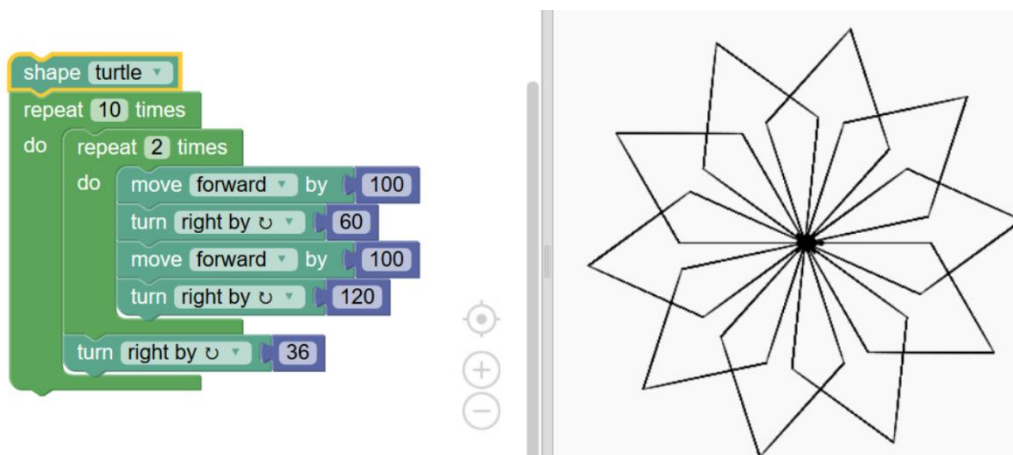 shape turtle
repeat 10 times
do repeat 2 times
do move forward by 100
turn right by ↻ 60
move forward by 100
turn right by ↻ 120
turn right by ↻ 36